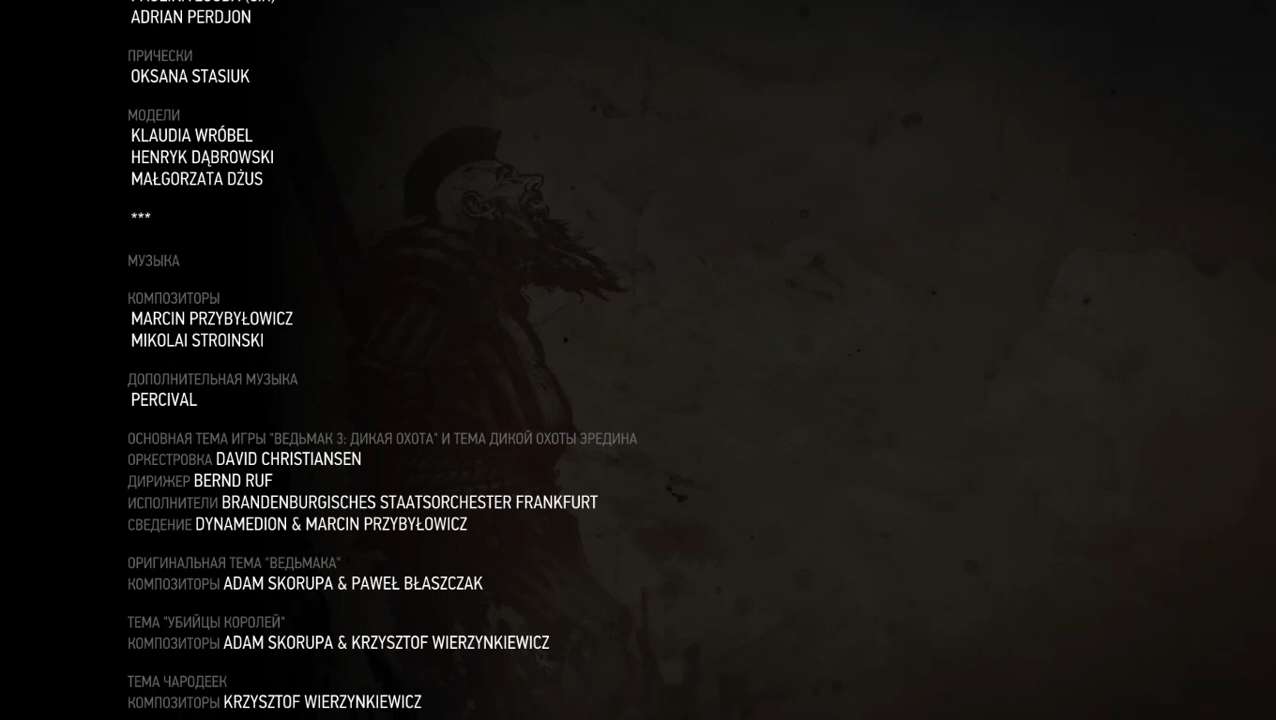 ADRIAN PERDJON
ПРИЧЕСКИ
OKSANA STASIUK
МОДЕЛИ
KLAUDIA WRÓBEL
HENRYK DĄBROWSKI
MAŁGORZATA DŻUS
***
МУЗЫКА
КОМПОЗИТОРЫ
MARCIN PRZYBYŁOWICZ
MIKOLAI STROINSKI
ДОПОЛНИТЕЛЬНАЯ МУЗЫКА
PERCIVAL
ОСНОВНАЯ ТЕМА ИГРЫ "ВЕДЬМАК 3: ДИКАЯ ОХОТА" И ТЕМА ДИКОЙ ОХОТЫ ЭРЕДИНА
ОРКЕСТРОВКА DAVID CHRISTIANSEN
ДИРИЖЕР BERND RUF
ИСПОЛНИТЕЛИ BRANDENBURGISCHES STAATSORCHESTER FRANKFURT
СВЕДЕНИЕ DYNAMEDION & MARCIN PRZYBYŁOWICZ
ОРИГИНАЛЬНАЯ ТЕМА "ВЕДЬМАКА"
КОМПОЗИТОРЫ ADAM SKORUPA & PAWEŁ BŁASZCZAK
ТЕМА "УБИЙЦЫ КОРОЛЕЙ"
КОМПОЗИТОРЫ ADAM SKORUPA & KRZYSZTOF WIERZYNKIEWICZ
ТЕМА ЧАРОДЕЕК
КОМПОЗИТОРЫ KRZYSZTOF WIERZYNKIEWICZ